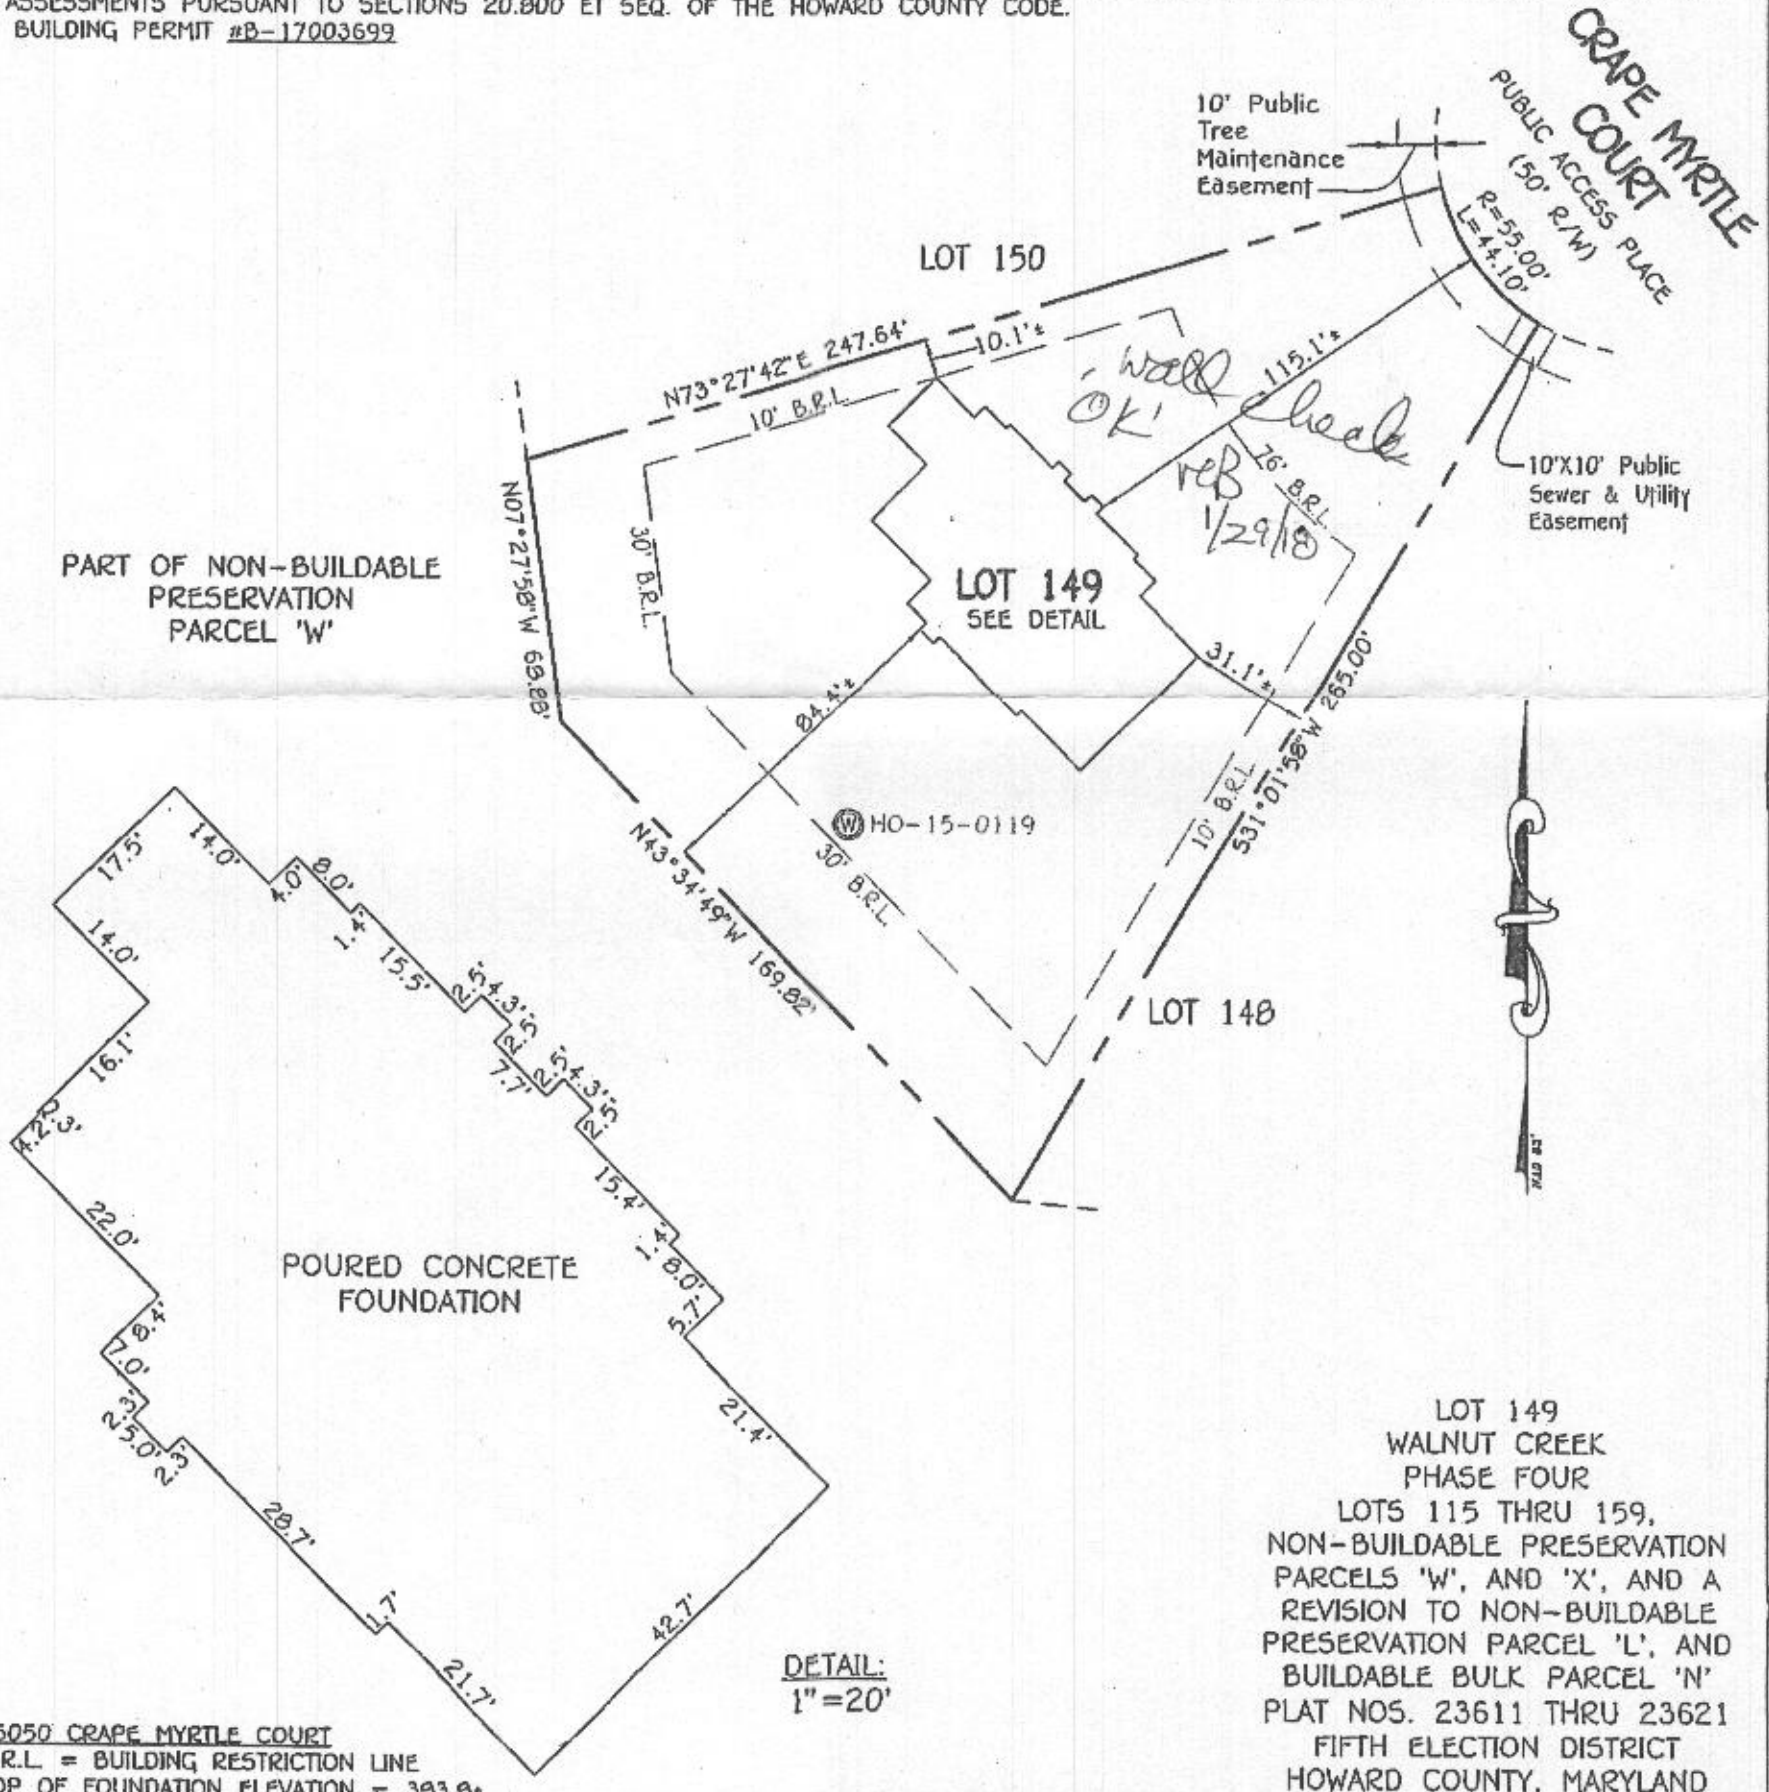 ASSESSMENTS PURSUANT TO SECTIONS 20.800 ET SEQ. OF THE HOWARD COUNTY CODE.
BUILDING PERMIT #B-17003699
CRAPE MYRTLE
COURT
PUBLIC ACCESS PLACE
(50' R/W)
R=55.00'
L=44.10'
10' Public
Tree
Maintenance
Easement
LOT 150
N73°27'42"E 247.64'
10.1'±
10' B.R.L.
115.1'±
wall check
OK'
76' B.R.L.
1/29/18
10'X10' Public
Sewer & Utility
Easement
N07°27'58"W 69.88'
30' B.R.L.
PART OF NON-BUILDABLE
PRESERVATION
PARCEL 'W'
LOT 149
SEE DETAIL
31.1'±
84.4'±
S31°01'58"W 265.00'
10' B.R.L.
W HO-15-0119
30' B.R.L.
N43°34'49"W 169.82'
LOT 148
NAD 83'
17.5'
14.0'
4.0'
8.0'
1.4'
15.5'
2.5'
4.3'
2.5'
7.7'
2.5'
4.3'
2.5'
15.4'
1.4'
8.0'
5.7'
21.4'
42.7'
21.7'
1.7'
28.7'
2.3'
5.0'
2.3'
7.0'
8.4'
22.0'
4.2'
2.3'
16.1'
14.0'
POURED CONCRETE
FOUNDATION
DETAIL:
1"=20'
5050 CRAPE MYRTLE COURT
R.L. = BUILDING RESTRICTION LINE
OP OF FOUNDATION ELEVATION = 393.8±
LOT 149
WALNUT CREEK
PHASE FOUR
LOTS 115 THRU 159,
NON-BUILDABLE PRESERVATION
PARCELS 'W', AND 'X', AND A
REVISION TO NON-BUILDABLE
PRESERVATION PARCEL 'L', AND
BUILDABLE BULK PARCEL 'N'
PLAT NOS. 23611 THRU 23621
FIFTH ELECTION DISTRICT
HOWARD COUNTY, MARYLAND